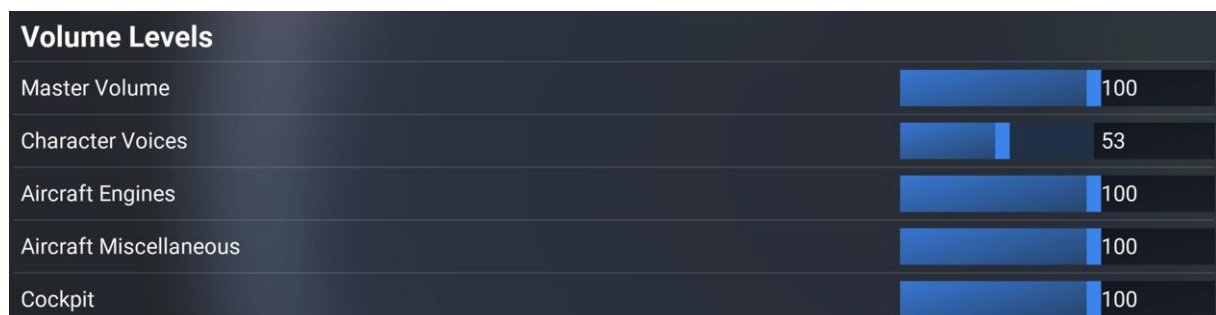 Volume Levels
Master Volume 100
Character Voices 53
Aircraft Engines 100
Aircraft Miscellaneous 100
Cockpit 100